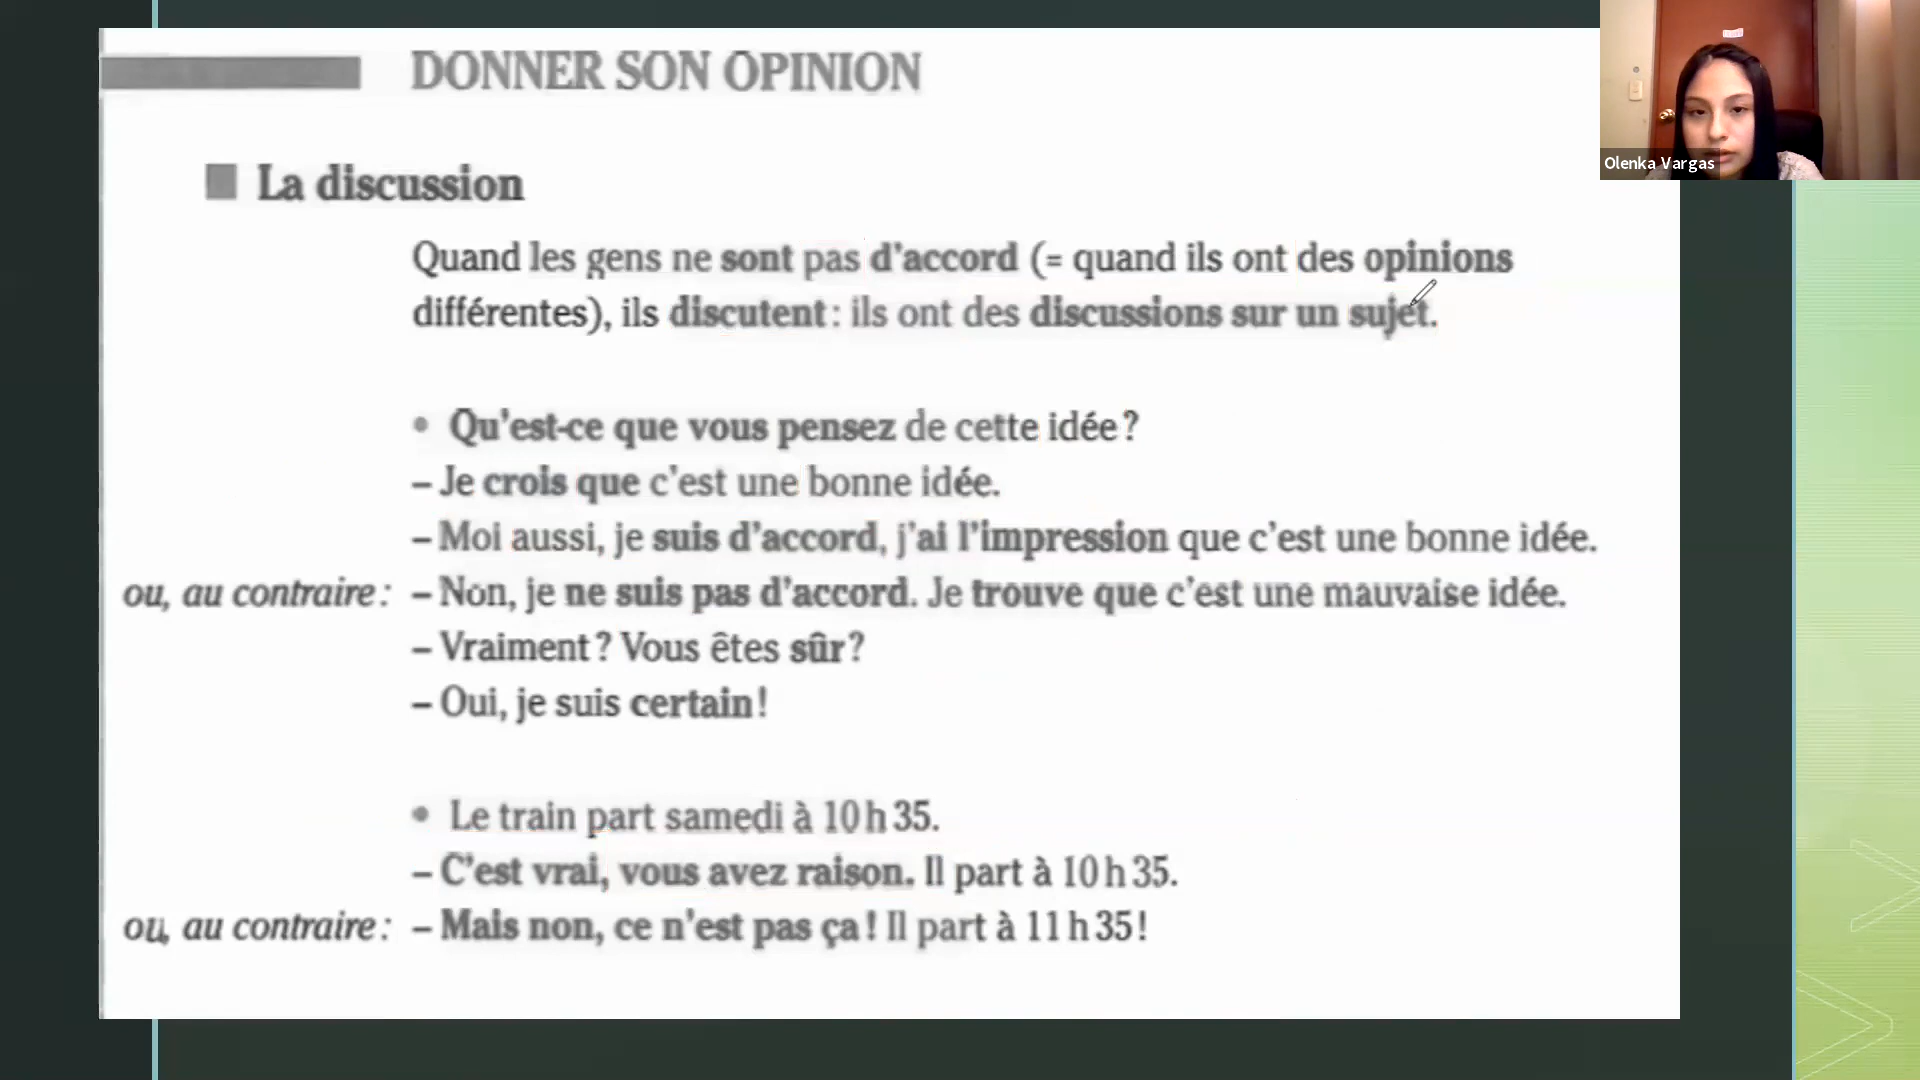 DONNER SON OPINION
La discussion
Quand les gens ne sont pas d'accord (= quand ils ont des opinions
différentes), ils discutent : ils ont des discussions sur un sujet.
• Qu'est-ce que vous pensez de cette idée ?
– Je crois que c'est une bonne idée.
– Moi aussi, je suis d'accord, j'ai l'impression que c'est une bonne idée.
ou, au contraire : – Non, je ne suis pas d'accord. Je trouve que c'est une mauvaise idée.
– Vraiment ? Vous êtes sûr ?
– Oui, je suis certain !
• Le train part samedi à 10 h 35.
– C'est vrai, vous avez raison. Il part à 10 h 35.
ou, au contraire : – Mais non, ce n'est pas ça ! Il part à 11 h 35 !
Olenka Vargas